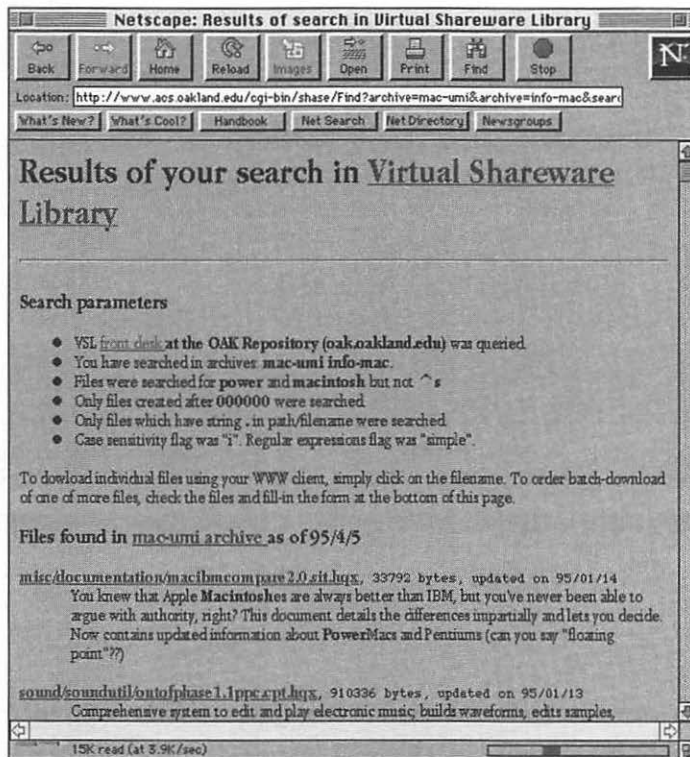 Netscape: Results of search in Virtual Shareware Library
Back Forward Home Reload Images Open Print Find Stop
N
Location: http://www.acs.oakland.edu/cgi-bin/shase/Find?archive=mac-umi&archive=info-mac&sear
What's New? What's Cool? Handbook Net Search Net Directory Newsgroups
Results of your search in Virtual Shareware
Library
Search parameters
● VSL front desk at the OAK Repository (oak.oakland.edu) was queried.
● You have searched in archives: mac-umi info-mac.
● Files were searched for power and macintosh but not ^s
● Only files created after 000000 were searched.
● Only files which have string . in path/filename were searched
● Case sensitivity flag was "i". Regular expressions flag was "simple".
To dowload individual files using your WWW client, simply click on the filename. To order batch-download
of one of more files, check the files and fill-in the form at the bottom of this page.
Files found in mac-umi archive as of 95/4/5
misc/documentation/macibmcompare2.0.sit.hqx, 33792 bytes, updated on 95/01/14
You knew that Apple Macintoshes are always better than IBM, but you've never been able to
argue with authority, right? This document details the differences impartially and lets you decide.
Now contains updated information about PowerMacs and Pentiums (can you say "floating
point"??)
sound/soundutil/outofphase1.1ppc.cpt.hqx, 910336 bytes, updated on 95/01/13
Comprehensive system to edit and play electronic music; builds waveforms, edits samples,
15K read (at 3.9K/sec)